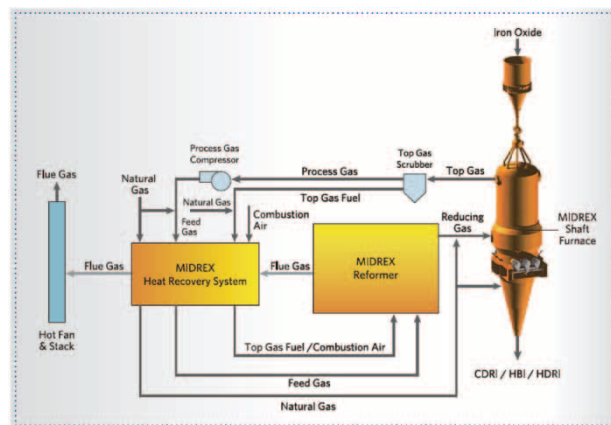 Iron Oxide
Process Gas
Compressor
Top Gas
Scrubber
Flue Gas
Natural
Gas
Process Gas
Top Gas
Natural Gas
Top Gas Fuel
Feed
Gas
Combustion
Air
Reducing
Gas
MIDREX
Shaft
Furnace
Flue Gas
MIDREX
Heat Recovery System
Flue Gas
MIDREX
Reformer
Hot Fan
& Stack
Top Gas Fuel /Combustion Air
Feed Gas
Natural Gas
CDRI / HBI / HDRI